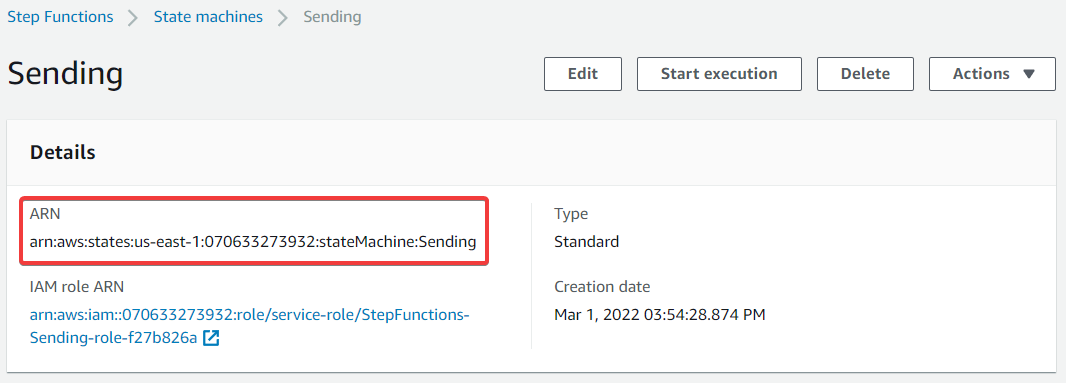 Step Functions > State machines > Sending
Sending
Edit
Start execution
Delete
Actions
Details
ARN
arn:aws:states:us-east-1:070633273932:stateMachine:Sending
IAM role ARN
arn:aws:iam::070633273932:role/service-role/StepFunctions-
Sending-role-f27b826a
Type
Standard
Creation date
Mar 1, 2022 03:54:28.874 PM